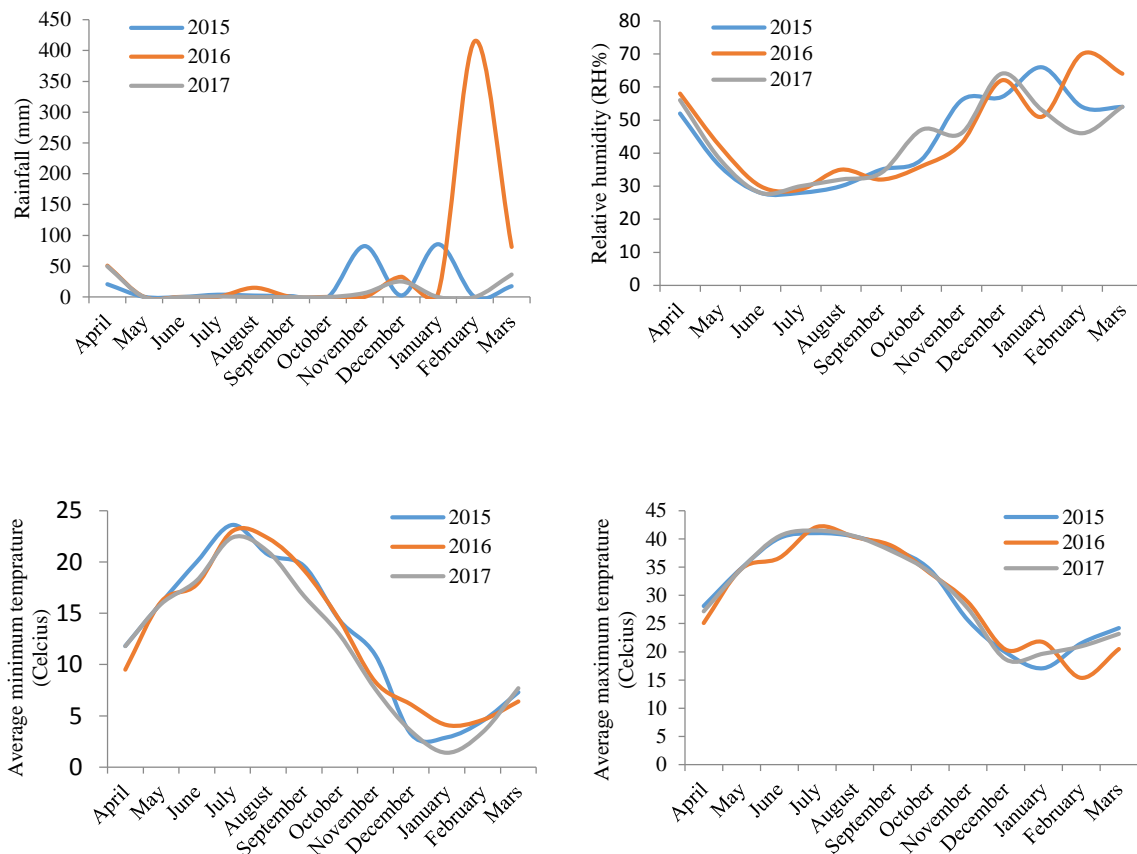 Rainfall (mm)
450
400
350
300
250
200
150
100
50
0
2015
2016
2017
April
May
June
July
August
September
October
November
December
January
February
Mars
Relative humidity (RH%)
80
70
60
50
40
30
20
10
0
2015
2016
2017
April
May
June
July
August
September
October
November
December
January
February
Mars
Average minimum temprature
(Celcius)
25
20
15
10
5
0
2015
2016
2017
April
May
June
July
August
September
October
November
December
January
February
Mars
Average maximum temprature
(Celcius)
45
40
35
30
25
20
15
10
5
0
2015
2016
2017
April
May
June
July
August
September
October
November
December
January
February
Mars